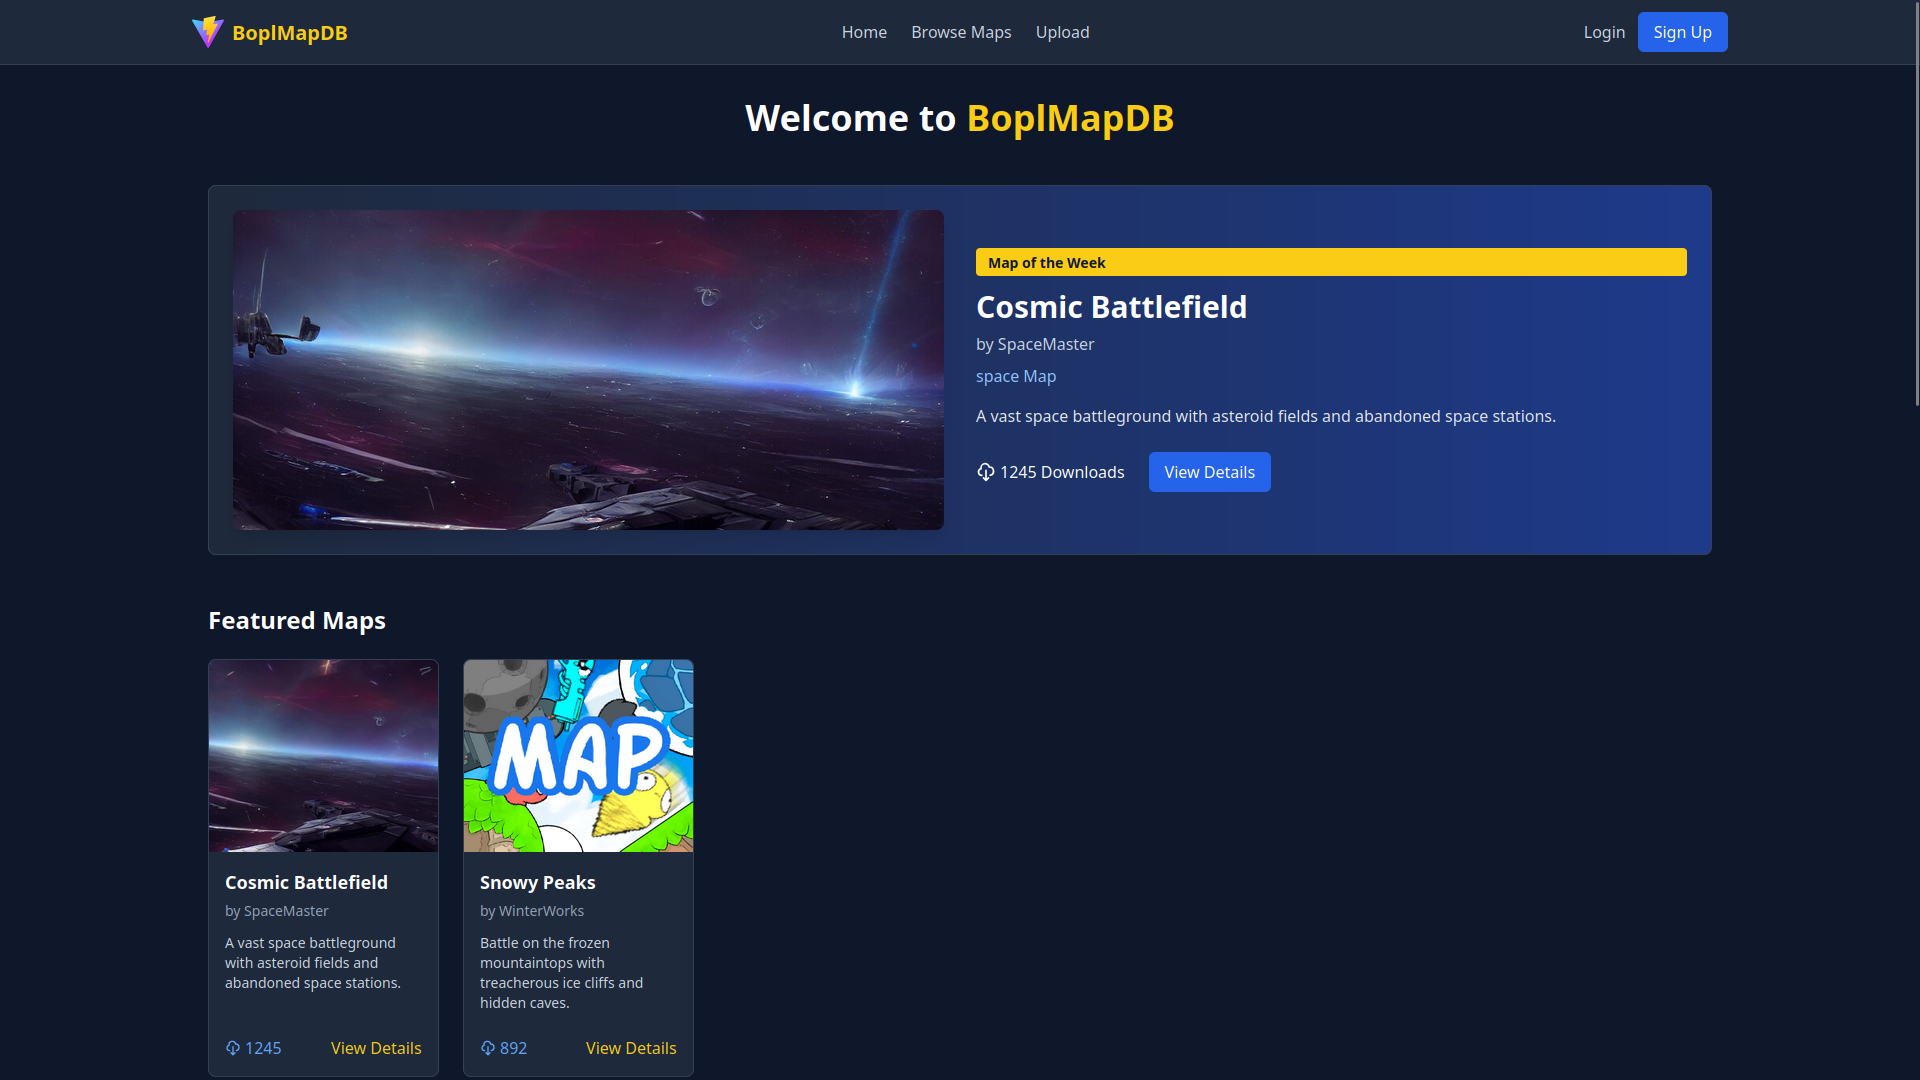 BoplMapDB
Home
Browse Maps
Upload
Login
Sign Up
Welcome to BoplMapDB
Map of the Week
Cosmic Battlefield
by SpaceMaster
space Map
A vast space battleground with asteroid fields and abandoned space stations.
1245 Downloads
View Details
Featured Maps
Cosmic Battlefield
by SpaceMaster
A vast space battleground
with asteroid fields and
abandoned space stations.
1245
View Details
MAP
Snowy Peaks
by WinterWorks
Battle on the frozen
mountaintops with
treacherous ice cliffs and
hidden caves.
892
View Details